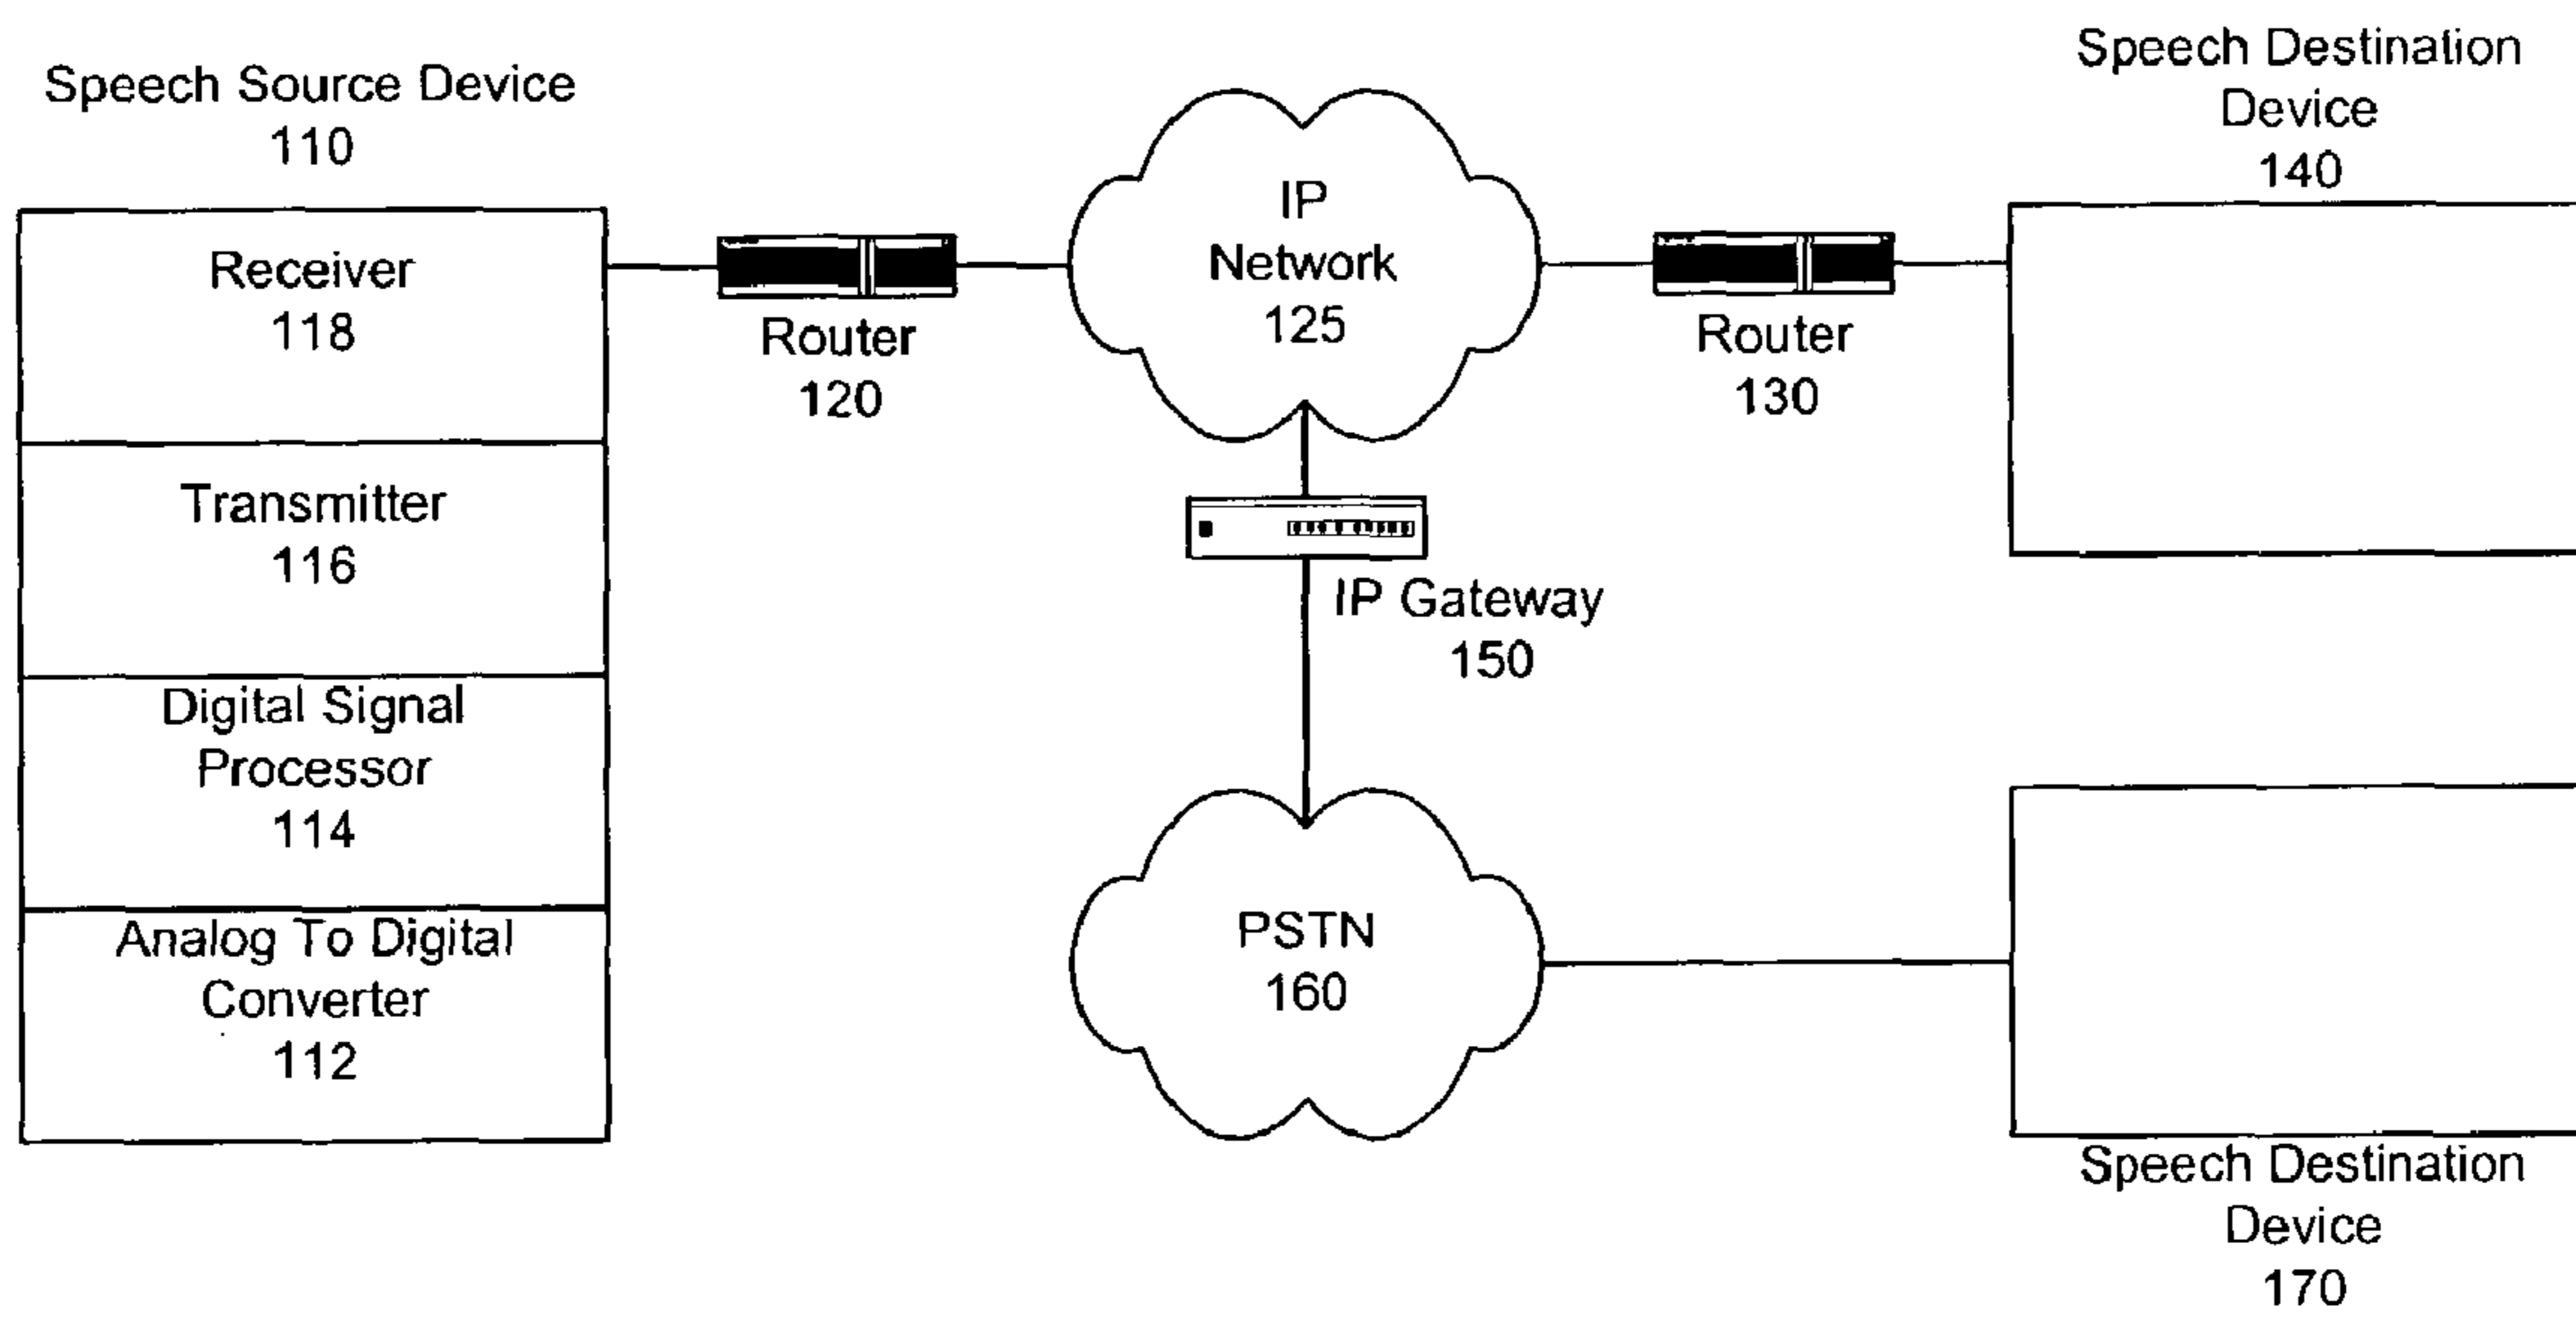 Speech Source Device
110
Receiver
118
Transmitter
116
Digital Signal
Processor
114
Analog To Digital
Converter
112
Router
120
IP
Network
125
IP Gateway
150
PSTN
160
Router
130
Speech Destination
Device
140
Speech Destination
Device
170